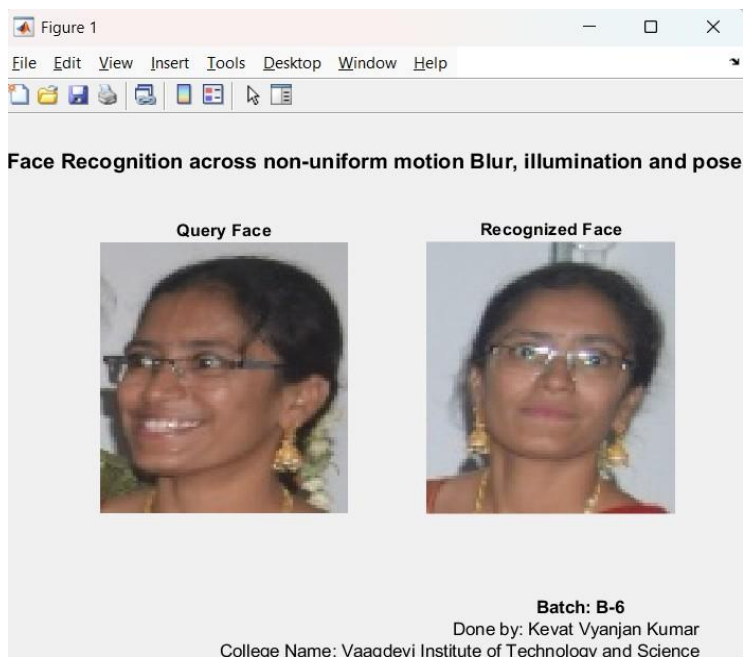 Figure 1
File Edit View Insert Tools Desktop Window Help
Face Recognition across non-uniform motion Blur, illumination and pose
Query Face
Recognized Face
Batch: B-6
Done by: Kevat Vyanjan Kumar
College Name: Vaagdevi Institute of Technology and Science